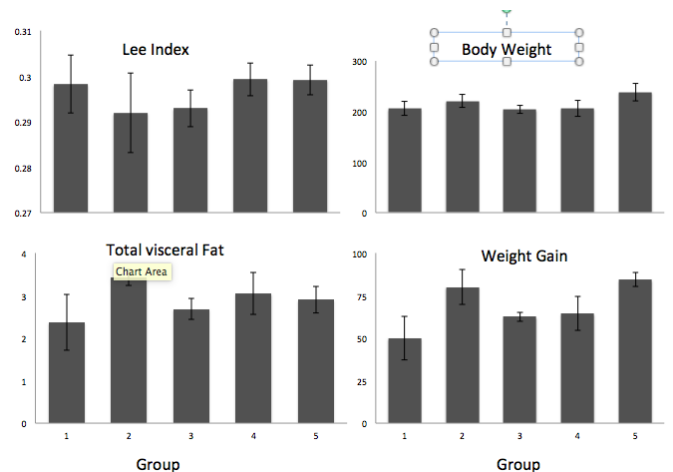 Lee Index
0.31
0.3
0.29
0.28
0.27
Body Weight
300
200
100
0
Total visceral Fat
Chart Area
4
3
2
1
0
1 2 3 4 5
Group
Weight Gain
100
75
50
25
0
1 2 3 4 5
Group